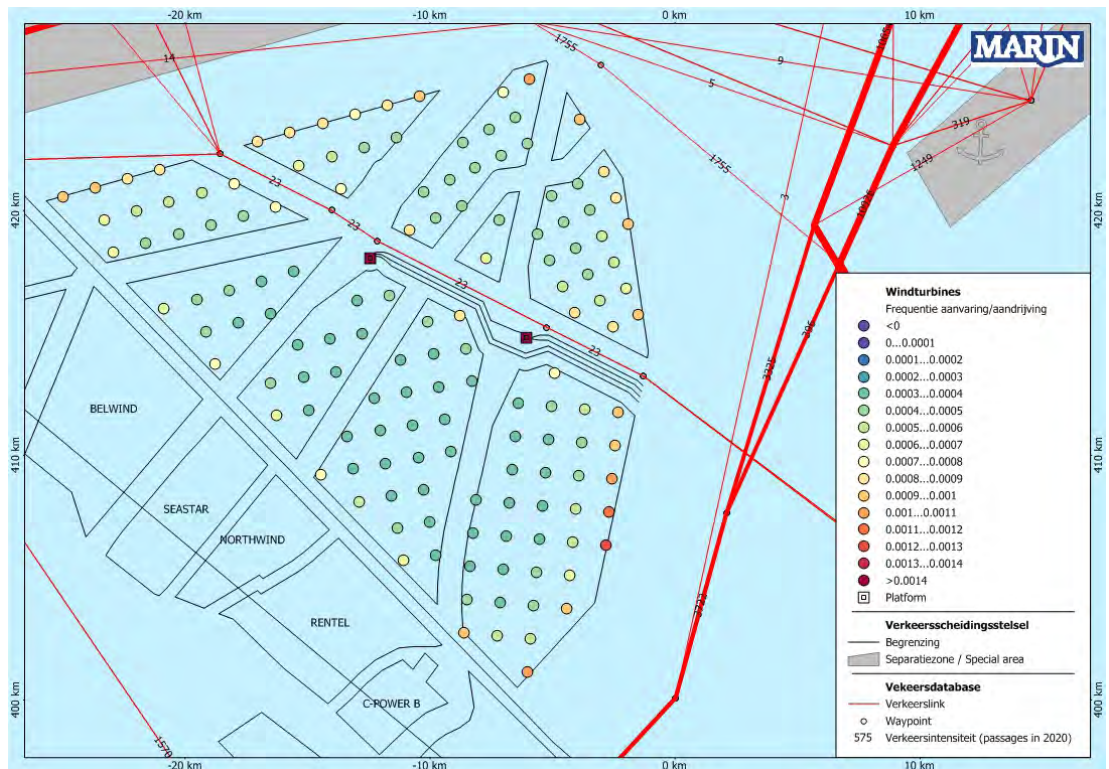 -20 km
-10 km
0 km
10 km
MARIN
14
1755
9
5
319
1249
1755
3
23
23
23
23
420 km
420 km
395
3325
410 km
410 km
BELWIND
SEASTAR
NORTHWIND
RENTEL
C-POWER B
400 km
400 km
1570
-20 km
-10 km
0 km
10 km
Windturbines
Frequentie aanvaring/aandrijving
<0
0...0.0001
0.0001...0.0002
0.0002...0.0003
0.0003...0.0004
0.0004...0.0005
0.0005...0.0006
0.0006...0.0007
0.0007...0.0008
0.0008...0.0009
0.0009...0.001
0.001...0.0011
0.0011...0.0012
0.0012...0.0013
0.0013...0.0014
>0.0014
Platform
Verkeersscheidingsstelsel
Begrenzing
Separatiezone / Special area
Vekeersdatabase
Verkeerslink
Waypoint
575 Verkeersintensiteit (passages in 2020)